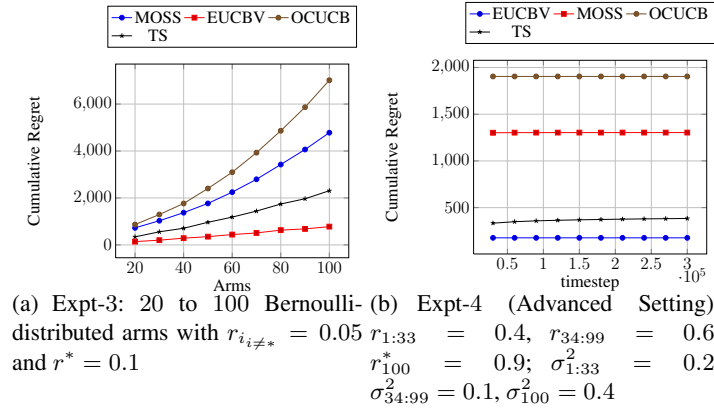 MOSS EUCBV OCUCB
TS
Cumulative Regret
6,000
4,000
2,000
0
20 40 60 80 100
Arms
(a) Expt-3: 20 to 100 Bernoulli-
distributed arms with r_{i_{i≠*}} = 0.05
and r^* = 0.1
EUCBV MOSS OCUCB
TS
Cumulative Regret
2,000
1,500
1,000
500
0.5 1 1.5 2 2.5 3
timestep ·10^5
(b) Expt-4 (Advanced Setting)
r_{1:33} = 0.4, r_{34:99} = 0.6
r^*_{100} = 0.9; σ^2_{1:33} = 0.2
σ^2_{34:99} = 0.1, σ^2_{100} = 0.4